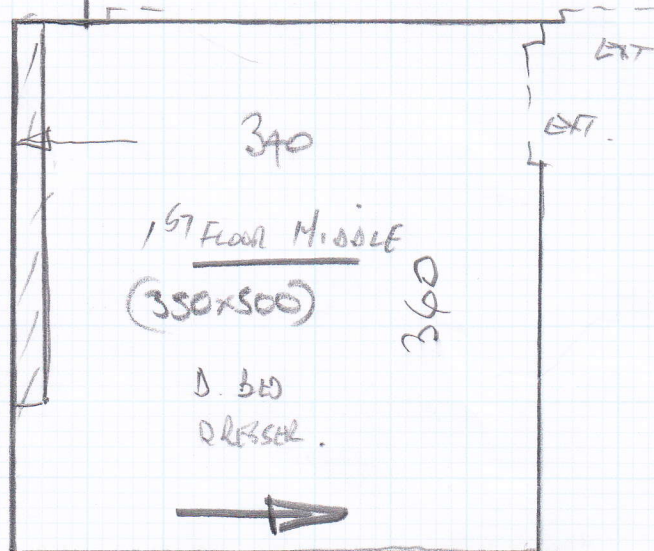 EXT
EXT.
340
1ST FLOOR MIDDLE
(350x500)
360
D. BED
DRESSER.